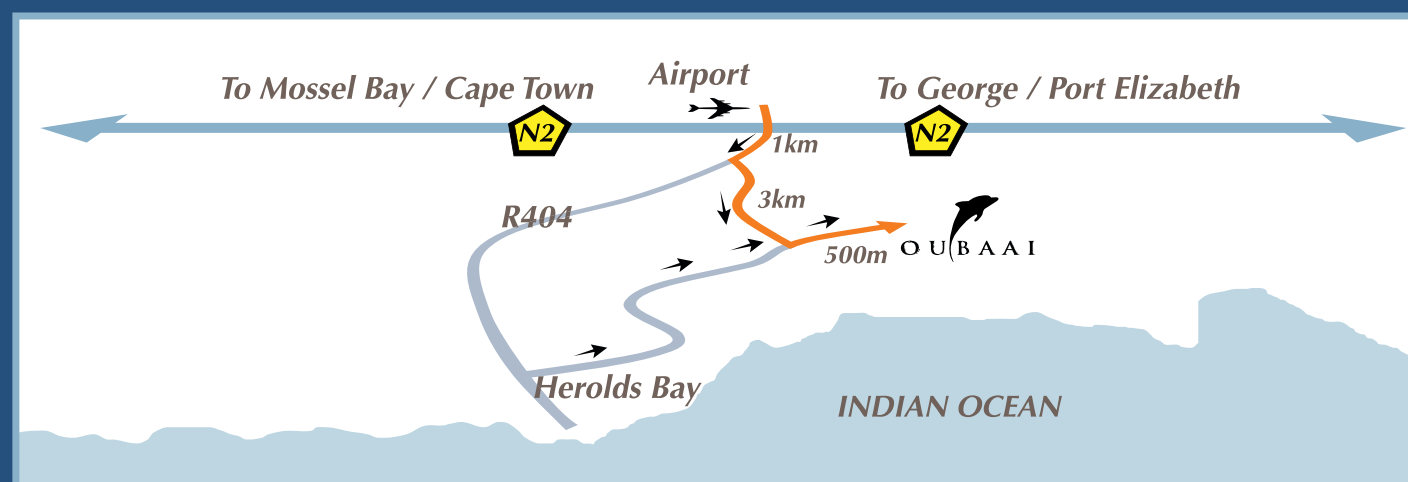 To Mossel Bay / Cape Town
Airport
To George / Port Elizabeth
N2
N2
1km
3km
R404
500m
OUBAAI
Herolds Bay
INDIAN OCEAN